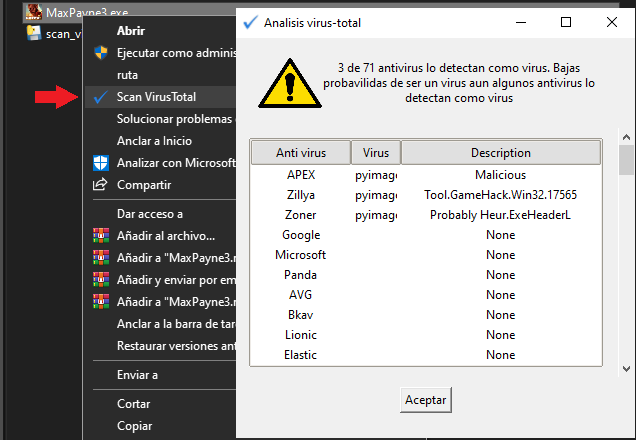 MaxPayne3.exe
scan_v
Abrir
Ejecutar como adminis
ruta
Scan VirusTotal
Solucionar problemas
Anclar a Inicio
Analizar con Microsoft
Compartir
Dar acceso a
Añadir al archivo...
Añadir a "MaxPayne3.r
Añadir y enviar por em
Añadir a "MaxPayne3.r
Anclar a la barra de tar
Restaurar versiones ant
Enviar a
Cortar
Copiar
Analisis virus-total
3 de 71 antivirus lo detectan como virus. Bajas
probavilidas de ser un virus aun algunos antivirus lo
detectan como virus
Anti virus Virus Description
APEX pyimage Malicious
Zillya pyimage Tool.GameHack.Win32.17565
Zoner pyimage Probably Heur.ExeHeaderL
Google None
Microsoft None
Panda None
AVG None
Bkav None
Lionic None
Elastic None
Aceptar